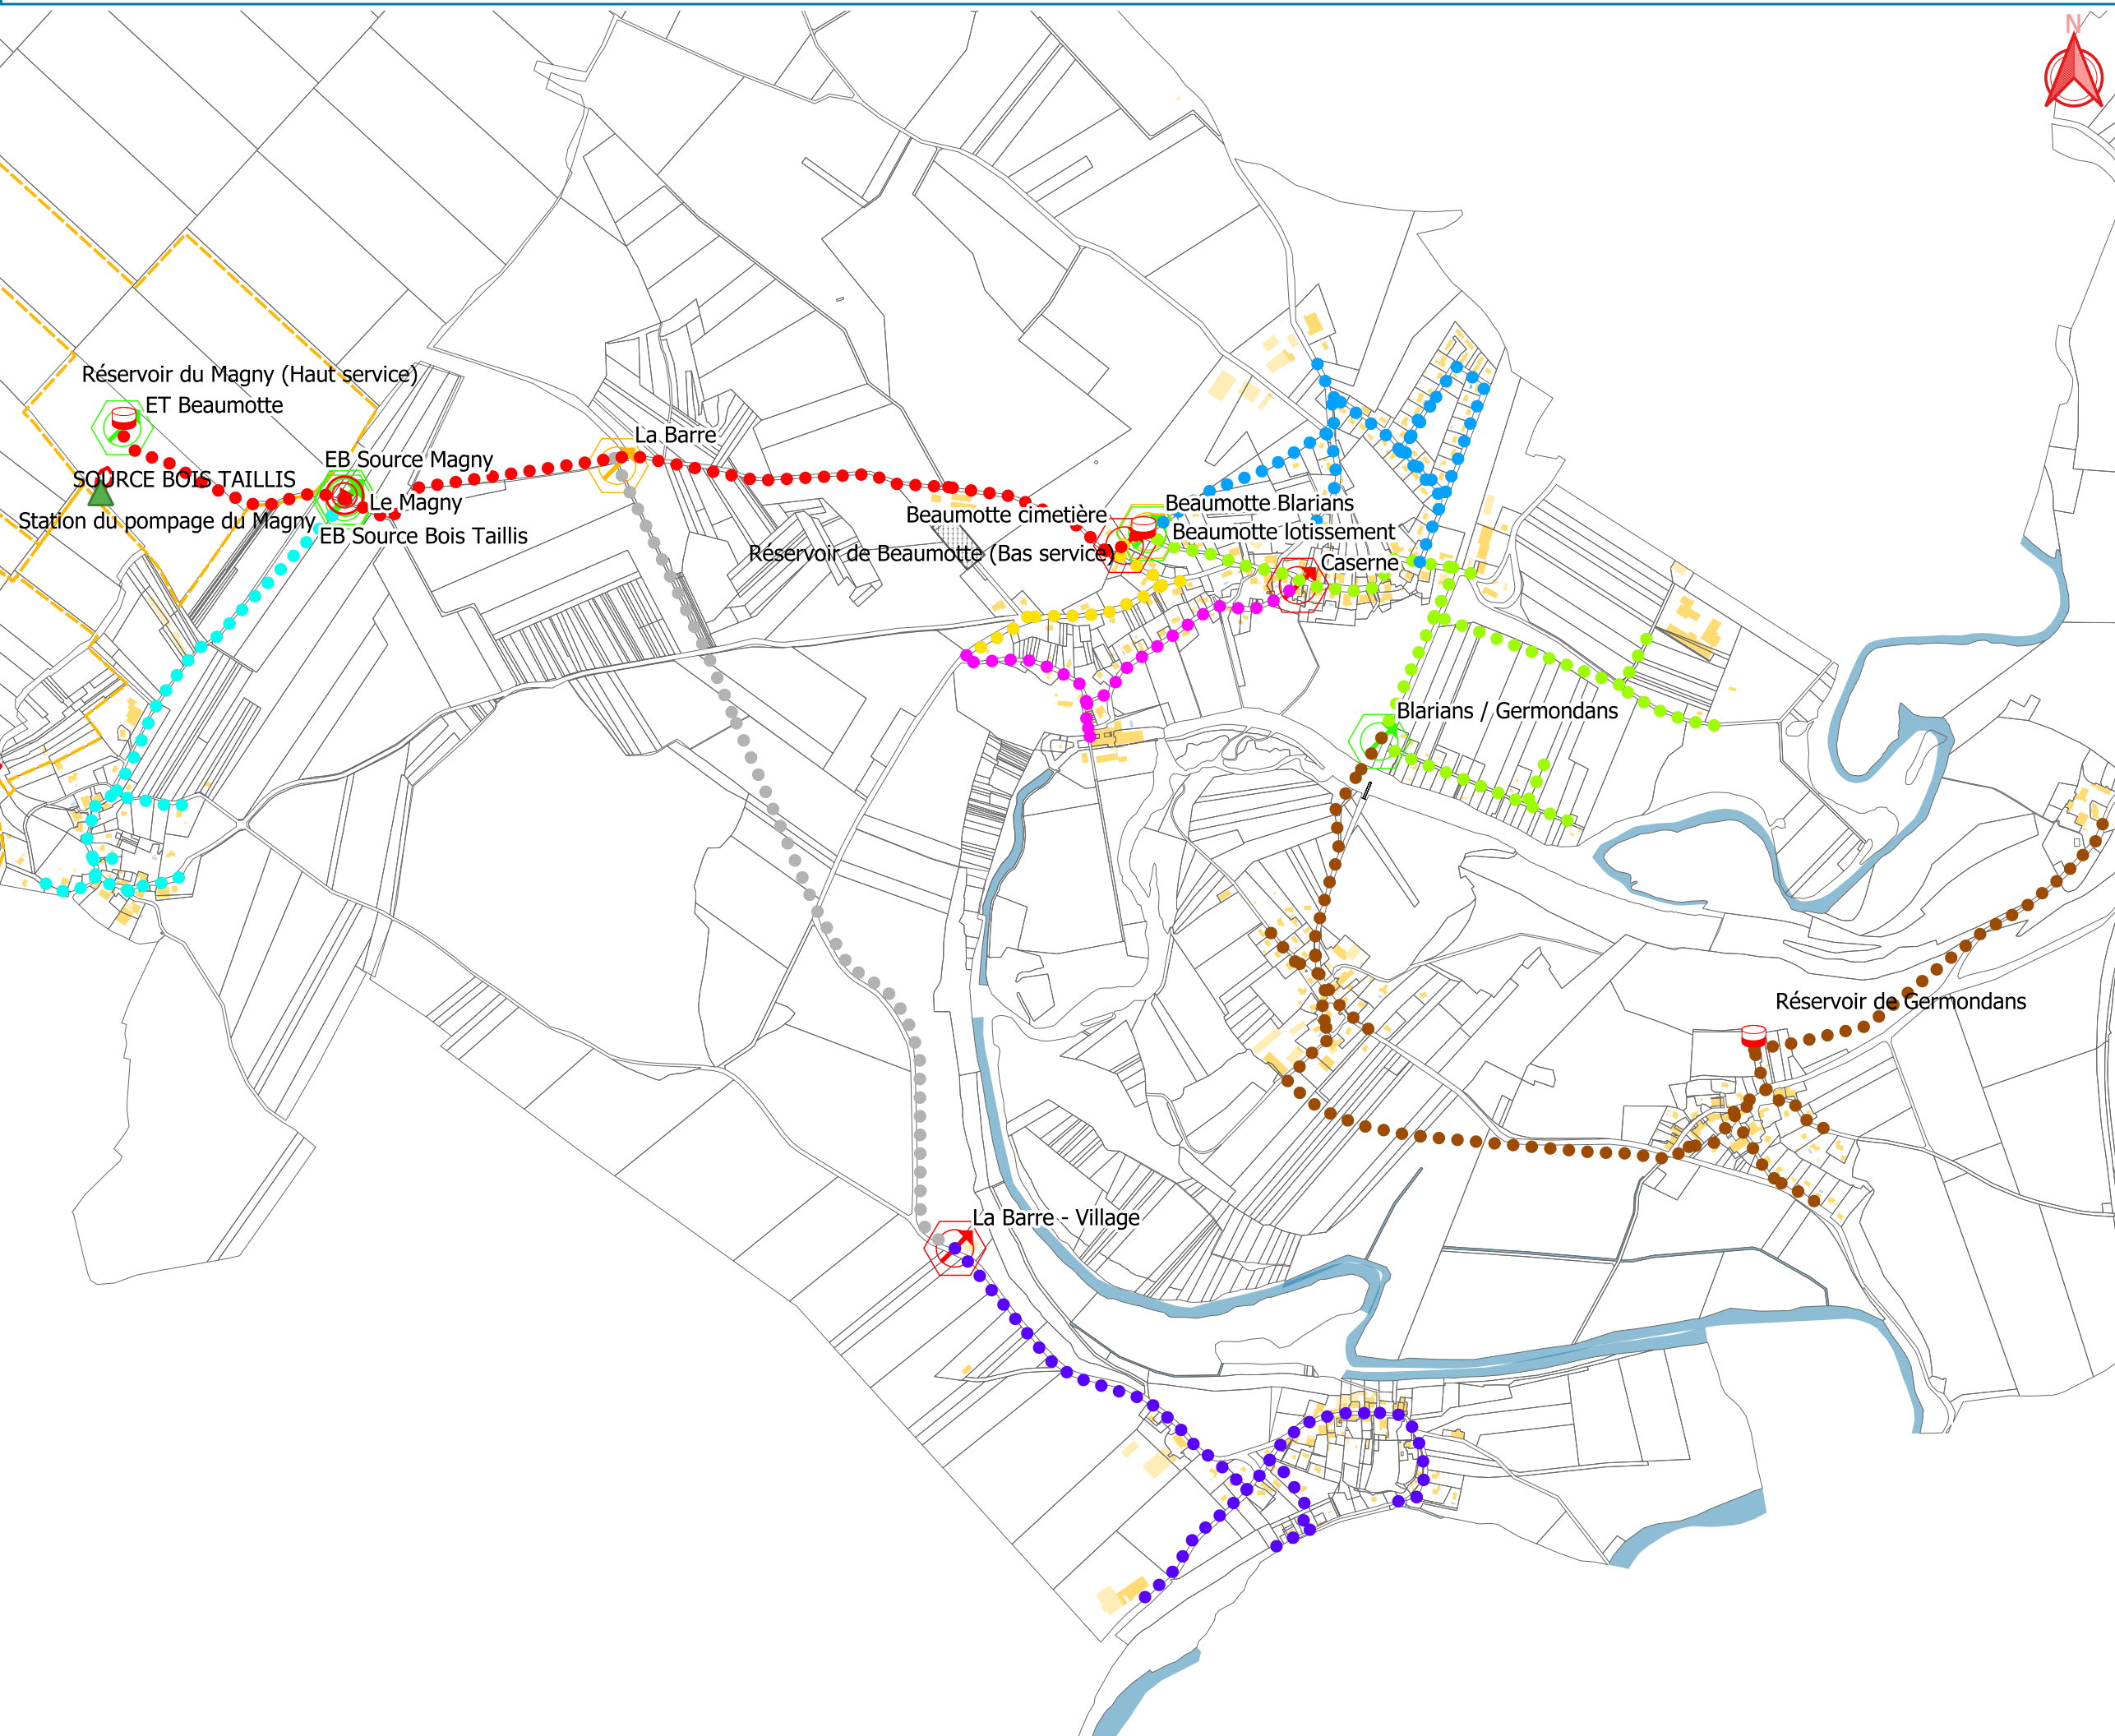 N
Réservoir du Magny (Haut service)
ET Beaumotte
La Barre
EB Source Magny
SOURCE BOIS TAILLIS
Le Magny
Beaumotte Blarians
Beaumotte cimetière
Station du pompage du Magny
EB Source Bois Taillis
Beaumotte lotissement
Réservoir de Beaumotte (Bas service)
Caserne
Blarians / Germondans
Réservoir de Germondans
La Barre - Village